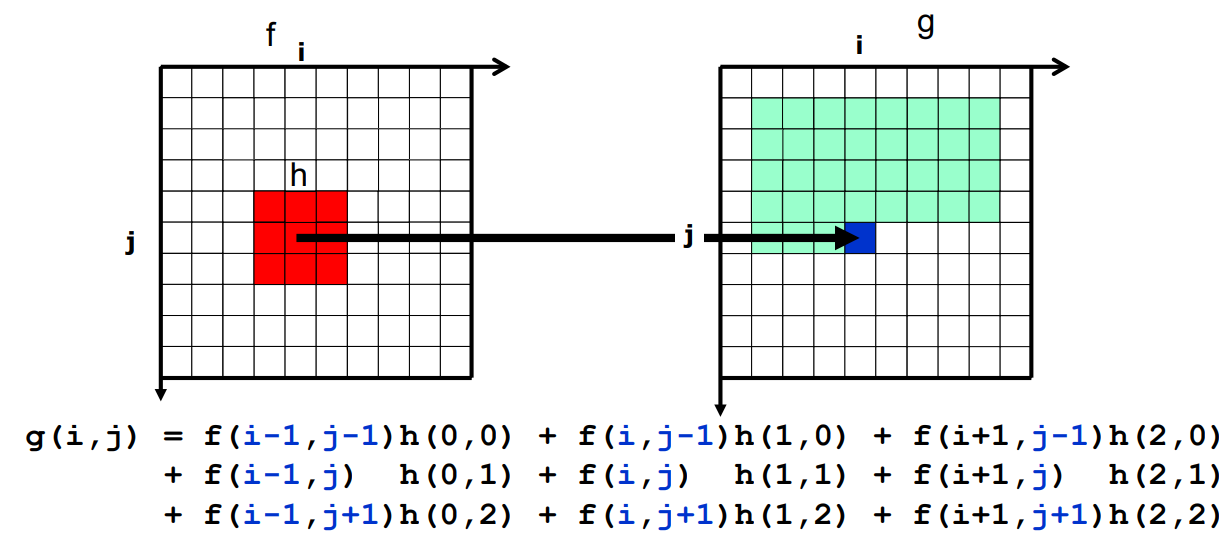 f
i
h
j
g
i
j
g(i,j) = f(i-1,j-1)h(0,0) + f(i,j-1)h(1,0) + f(i+1,j-1)h(2,0)
+ f(i-1,j) h(0,1) + f(i,j) h(1,1) + f(i+1,j) h(2,1)
+ f(i-1,j+1)h(0,2) + f(i,j+1)h(1,2) + f(i+1,j+1)h(2,2)